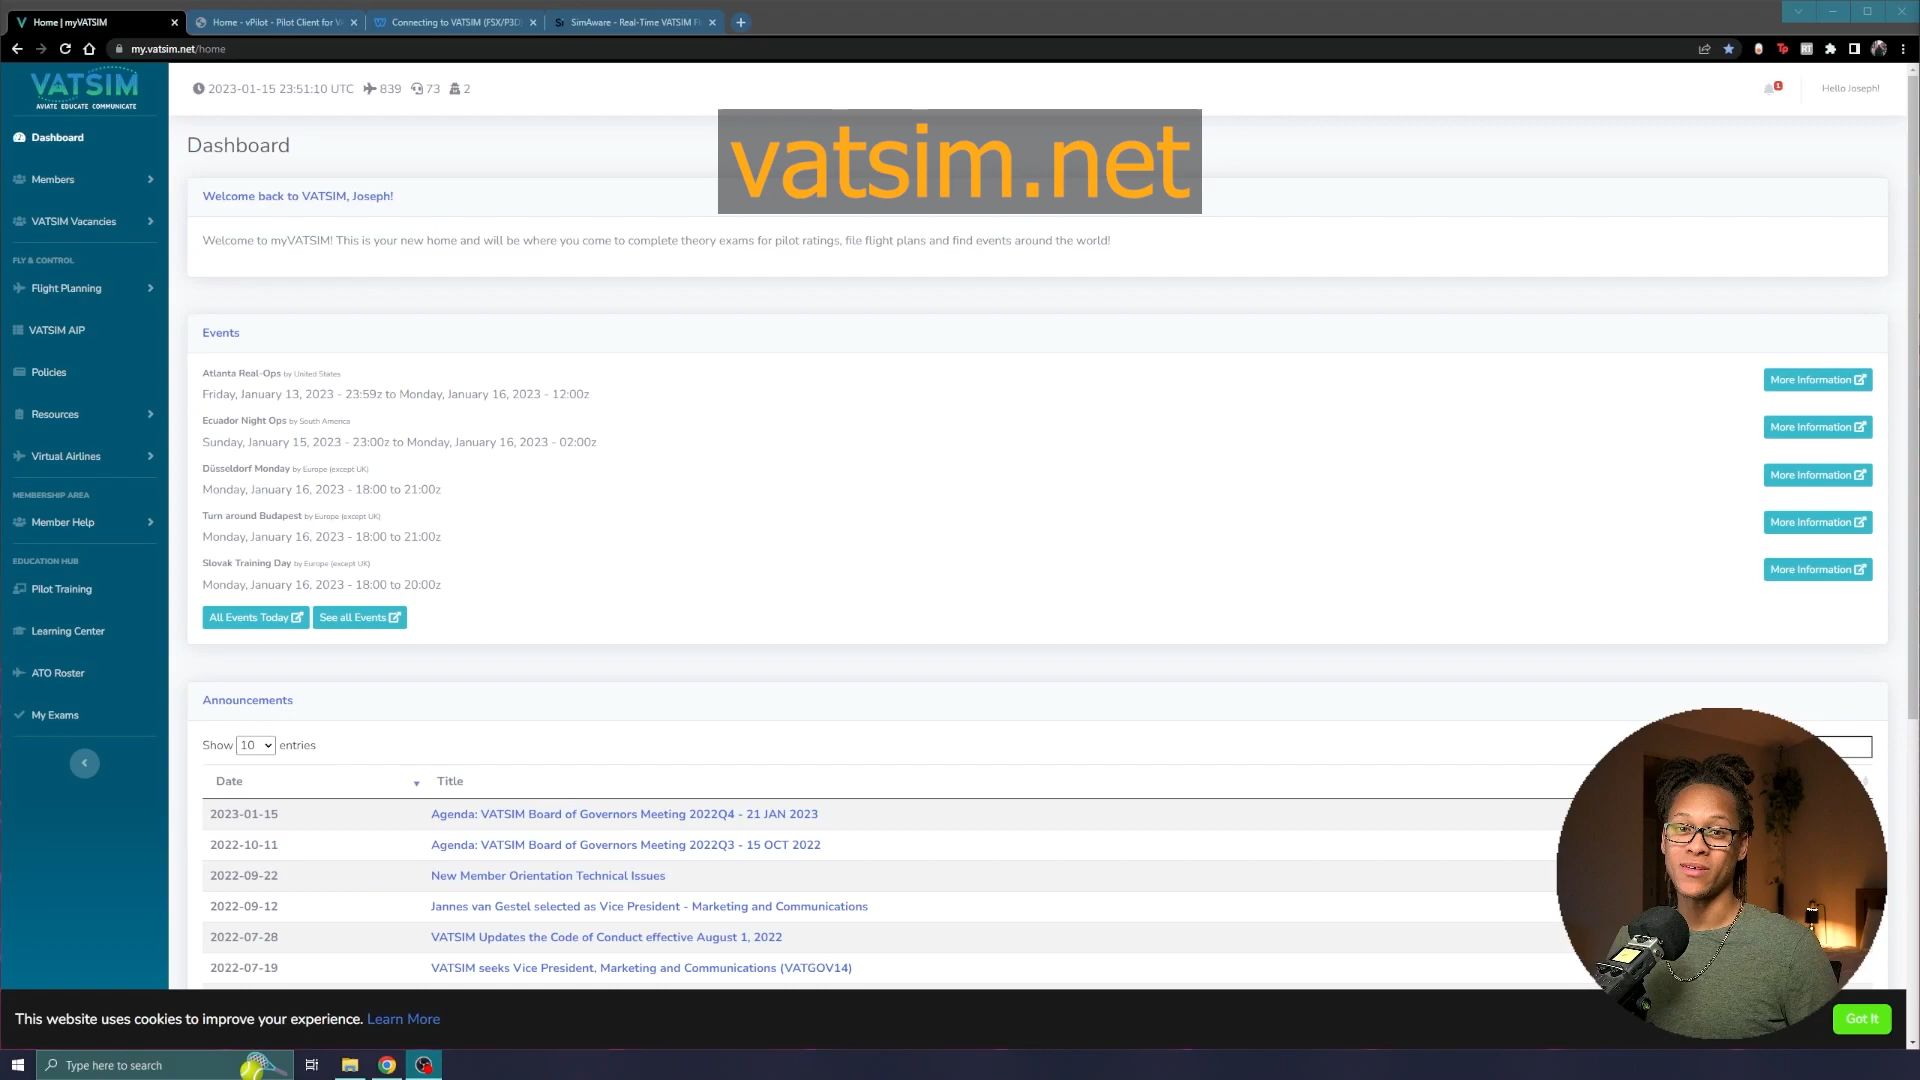 Home | myVATSIM
Home - vPilot - Pilot Client for VA
Connecting to VATSIM (FSX/P3D
SimAware - Real-Time VATSIM Fl
my.vatsim.net/home
VATSIM
AVIATE EDUCATE COMMUNICATE
2023-01-15 23:51:10 UTC 839 73 2
1
Hello Joseph!
vatsim.net
Dashboard
Members
VATSIM Vacancies
FLY & CONTROL
Flight Planning
VATSIM AIP
Policies
Resources
Virtual Airlines
MEMBERSHIP AREA
Member Help
EDUCATION HUB
Pilot Training
Learning Center
ATO Roster
My Exams
Dashboard
Welcome back to VATSIM, Joseph!
Welcome to myVATSIM! This is your new home and will be where you come to complete theory exams for pilot ratings, file flight plans and find events around the world!
Events
Atlanta Real-Ops by United States
Friday, January 13, 2023 - 23:59z to Monday, January 16, 2023 - 12:00z
More Information
Ecuador Night Ops by South America
Sunday, January 15, 2023 - 23:00z to Monday, January 16, 2023 - 02:00z
More Information
Düsseldorf Monday by Europe (except UK)
Monday, January 16, 2023 - 18:00 to 21:00z
More Information
Turn around Budapest by Europe (except UK)
Monday, January 16, 2023 - 18:00 to 21:00z
More Information
Slovak Training Day by Europe (except UK)
Monday, January 16, 2023 - 18:00 to 20:00z
More Information
All Events Today See all Events
Announcements
Show 10 entries
Date Title
2023-01-15 Agenda: VATSIM Board of Governors Meeting 2022Q4 - 21 JAN 2023
2022-10-11 Agenda: VATSIM Board of Governors Meeting 2022Q3 - 15 OCT 2022
2022-09-22 New Member Orientation Technical Issues
2022-09-12 Jannes van Gestel selected as Vice President - Marketing and Communications
2022-07-28 VATSIM Updates the Code of Conduct effective August 1, 2022
2022-07-19 VATSIM seeks Vice President, Marketing and Communications (VATGOV14)
This website uses cookies to improve your experience. Learn More
Got It
Type here to search